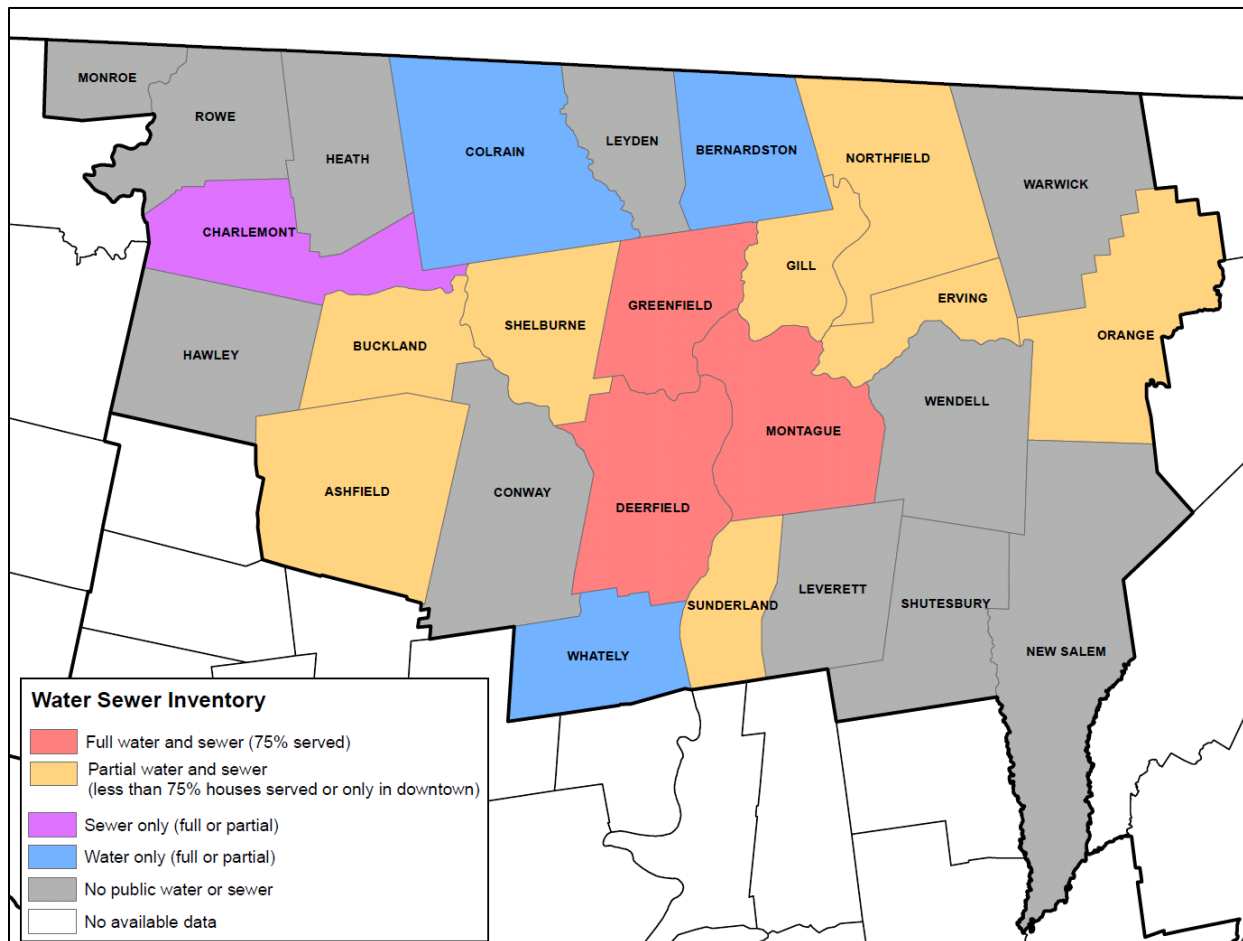 MONROE
ROWE
HEATH
COLRAIN
LEYDEN
BERNARDSTON
NORTHFIELD
WARWICK
CHARLEMONT
GILL
ERVING
GREENFIELD
SHELBURNE
ORANGE
BUCKLAND
HAWLEY
WENDELL
MONTAGUE
ASHFIELD
CONWAY
DEERFIELD
LEVERETT
SHUTESBURY
SUNDERLAND
NEW SALEM
WHATELY
Water Sewer Inventory
Full water and sewer (75% served)
Partial water and sewer
(less than 75% houses served or only in downtown)
Sewer only (full or partial)
Water only (full or partial)
No public water or sewer
No available data